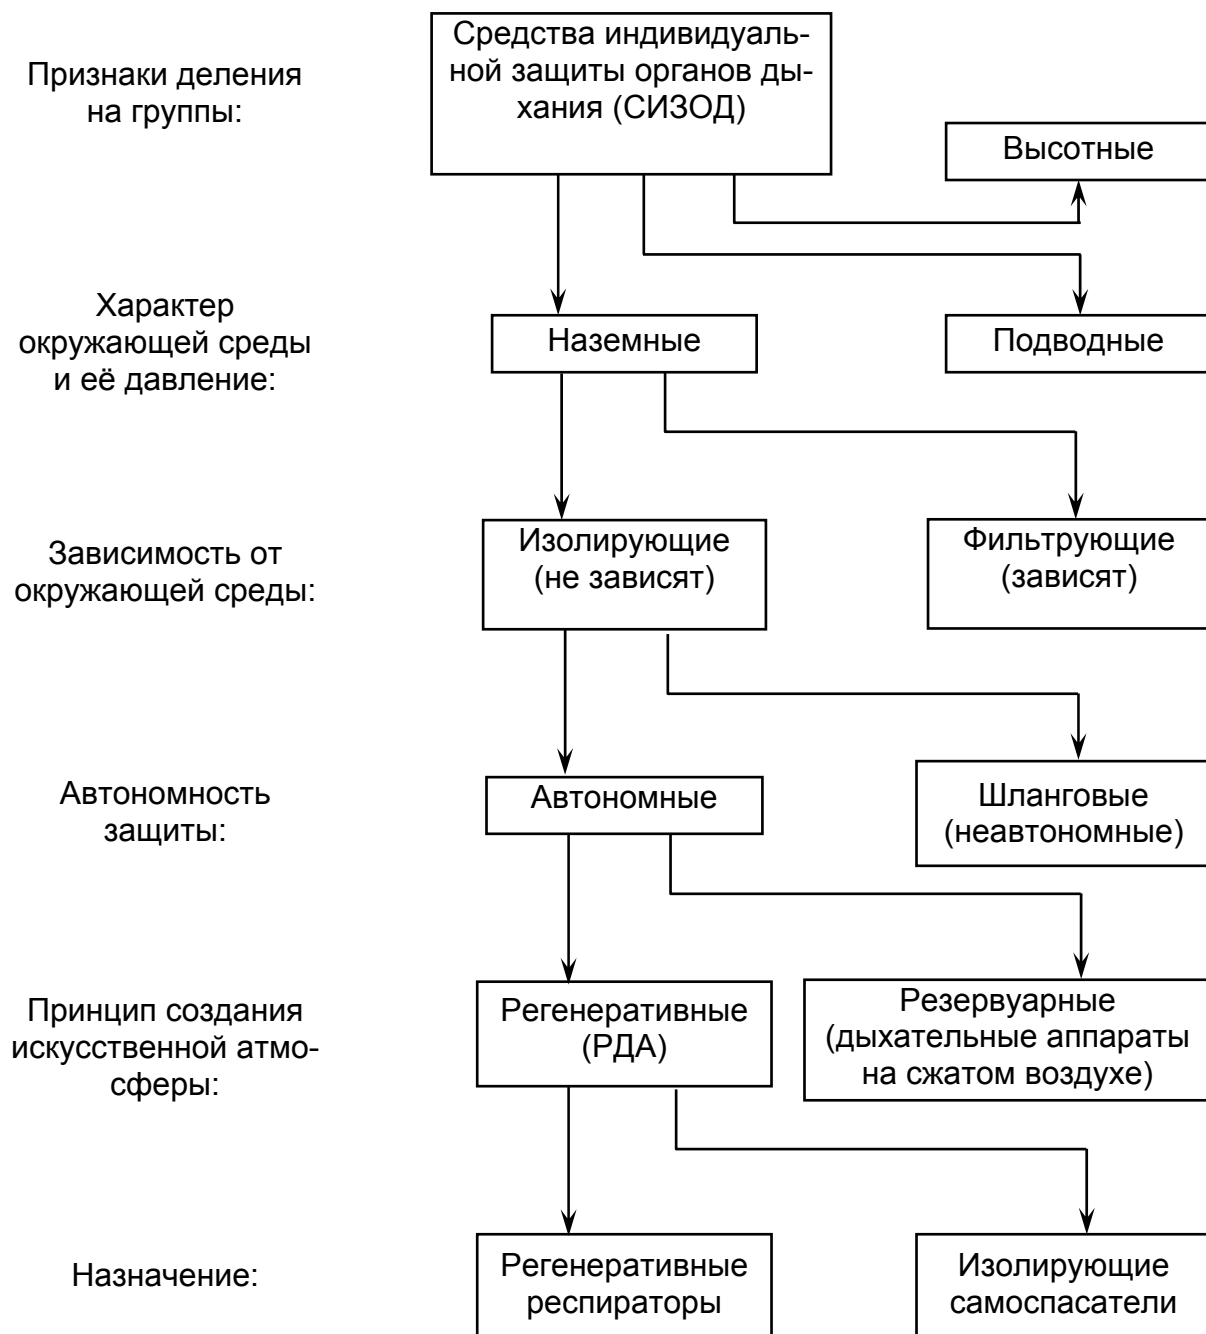 Признаки деления
на группы:
Средства индивидуаль-
ной защиты органов ды-
хания (СИЗОД)
Высотные
Характер
окружающей среды
и её давление:
Наземные
Подводные
Зависимость от
окружающей среды:
Изолирующие
(не зависят)
Фильтрующие
(зависят)
Автономность
защиты:
Автономные
Шланговые
(неавтономные)
Принцип создания
искусственной атмо-
сферы:
Регенеративные
(РДА)
Резервуарные
(дыхательные аппараты
на сжатом воздухе)
Назначение:
Регенеративные
респираторы
Изолирующие
самоспасатели